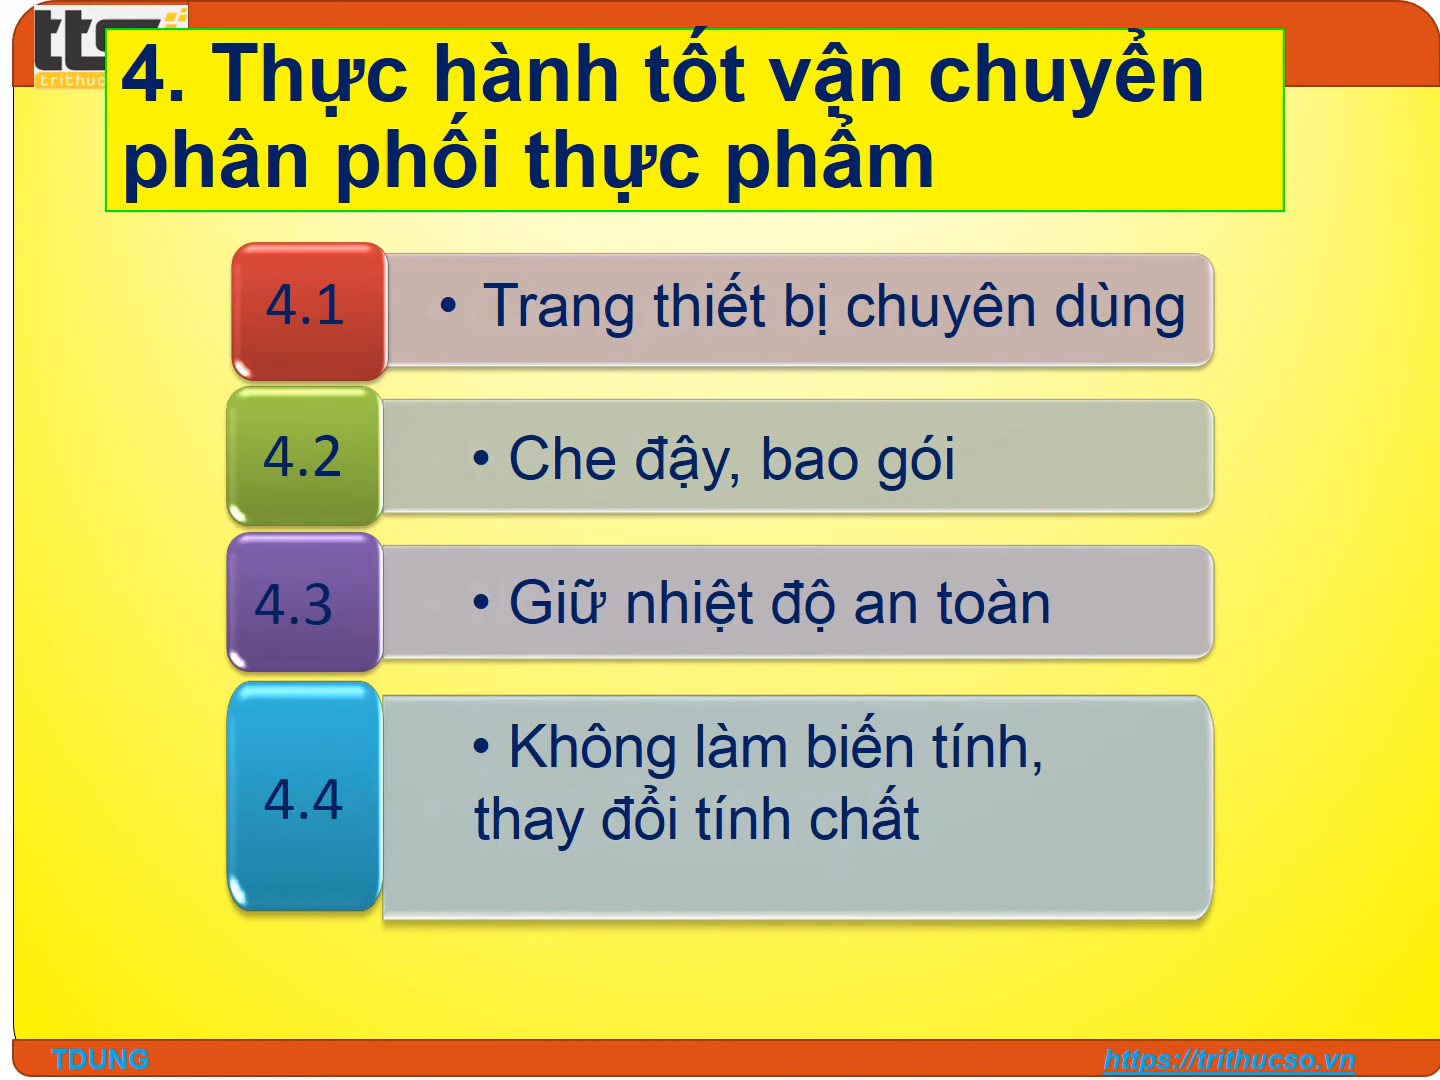 4. Thực hành tốt vận chuyển
phân phối thực phẩm
4.1
• Trang thiết bị chuyên dùng
4.2
• Che đậy, bao gói
4.3
• Giữ nhiệt độ an toàn
4.4
• Không làm biến tính,
thay đổi tính chất
TDUNG
https://trithucso.vn